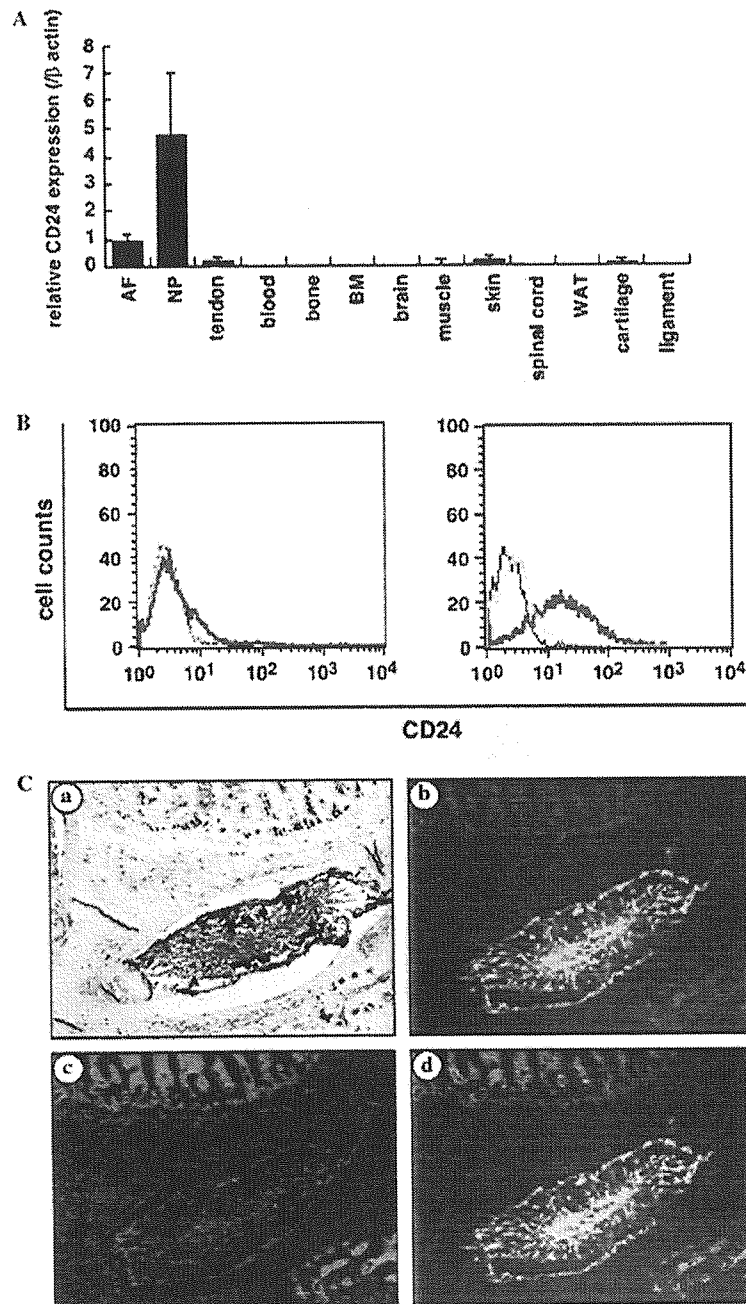 A
relative CD24 expression (/β actin)
8
7
6
5
4
3
2
1
0
AF
NP
tendon
blood
bone
BM
brain
muscle
skin
spinal cord
WAT
cartilage
ligament
B
cell counts
100
80
60
40
20
0
10⁰ 10¹ 10² 10³ 10⁴
100
80
60
40
20
0
10⁰ 10¹ 10² 10³ 10⁴
CD24
C
a
b
c
d